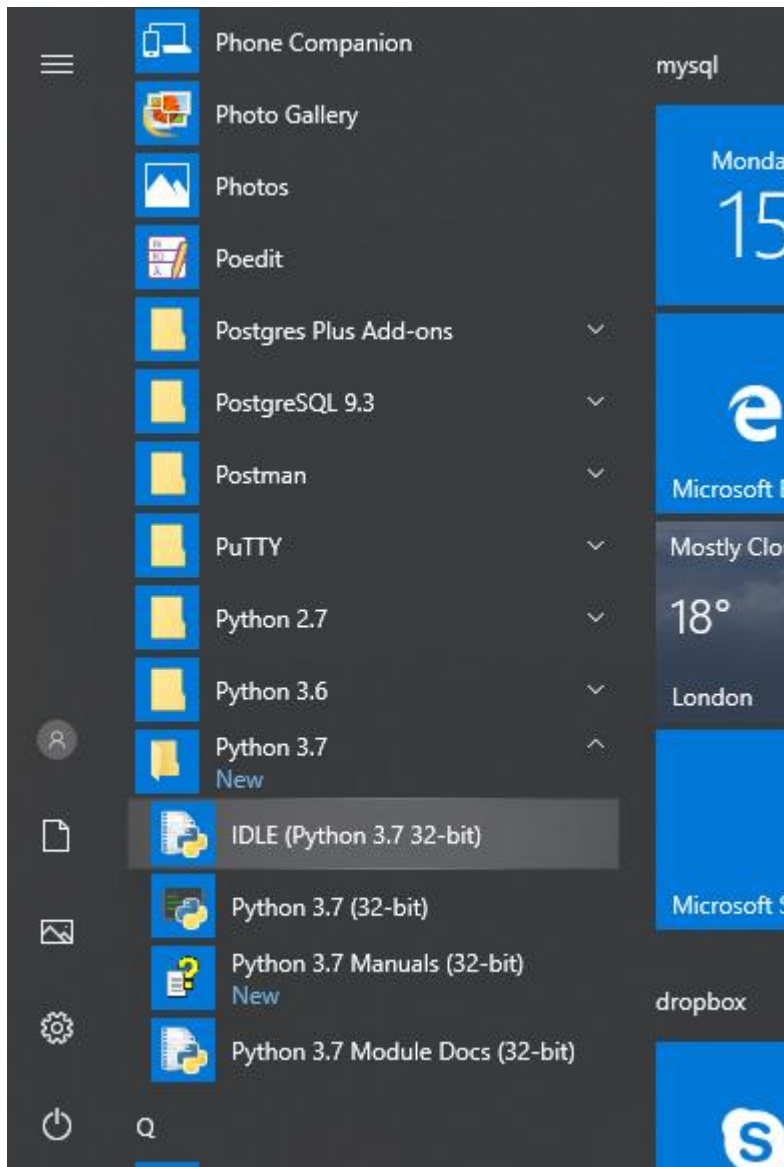 Phone Companion
Photo Gallery
Photos
Poedit
Postgres Plus Add-ons
PostgreSQL 9.3
Postman
PuTTY
Python 2.7
Python 3.6
Python 3.7
New
IDLE (Python 3.7 32-bit)
Python 3.7 (32-bit)
Python 3.7 Manuals (32-bit)
New
Python 3.7 Module Docs (32-bit)
Q
mysql
15
Microsoft
Mostly
18°
London
Microsoft
dropbox